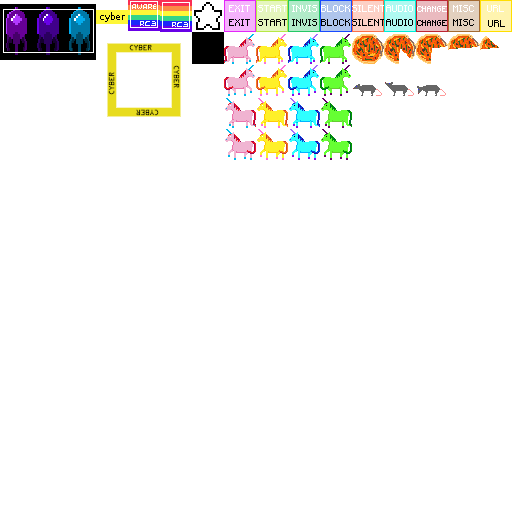 cyber
AWARE
RC3
RC3
EXIT START INVIS BLOCK SILENT AUDIO CHANGE MISC URL
EXIT START INVIS BLOCK SILENT AUDIO CHANGE MISC URL
CYBER
CYBER
CYBER
CYBER